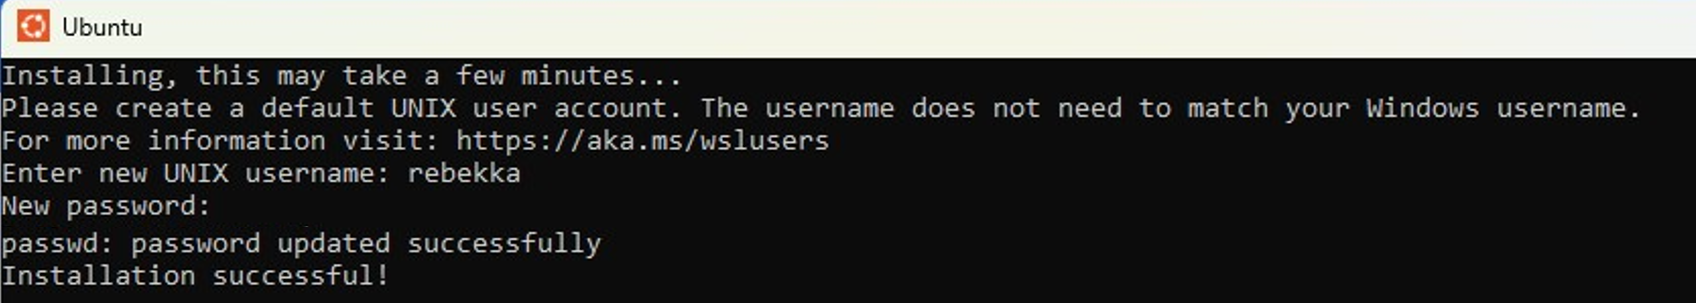 Ubuntu
Installing, this may take a few minutes...
Please create a default UNIX user account. The username does not need to match your Windows username.
For more information visit: https://aka.ms/wslusers
Enter new UNIX username: rebekka
New password:
passwd: password updated successfully
Installation successful!